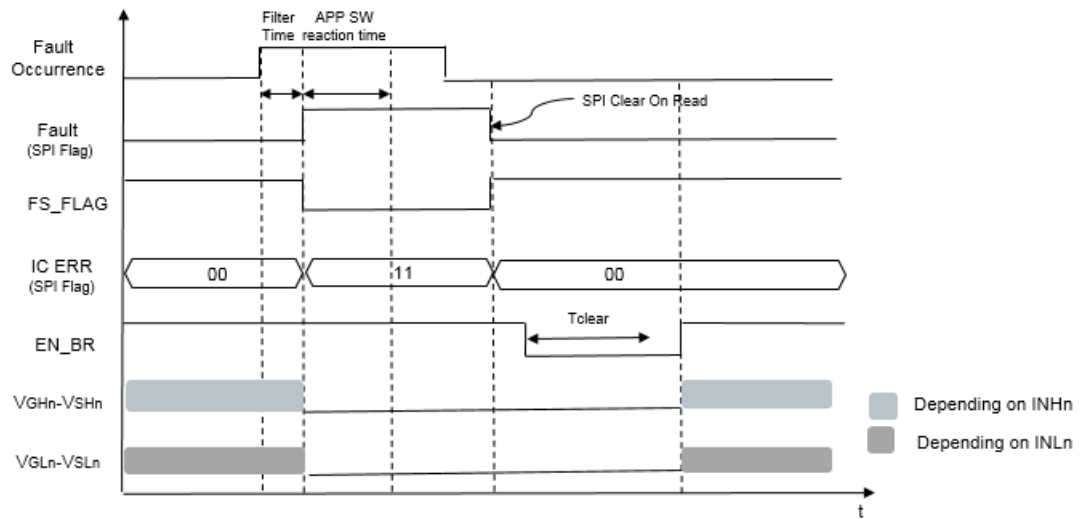 Filter Time
APP SW reaction time
Fault Occurrence
SPI Clear On Read
Fault
(SPI Flag)
FS_FLAG
IC ERR
(SPI Flag)
00
11
00
Tclear
EN_BR
VGHn-VSHn
Depending on INHn
VGLn-VSLn
Depending on INLn
t